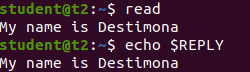 student@t2:~$ read
My name is Destimona
student@t2:~$ echo $REPLY
My name is Destimona